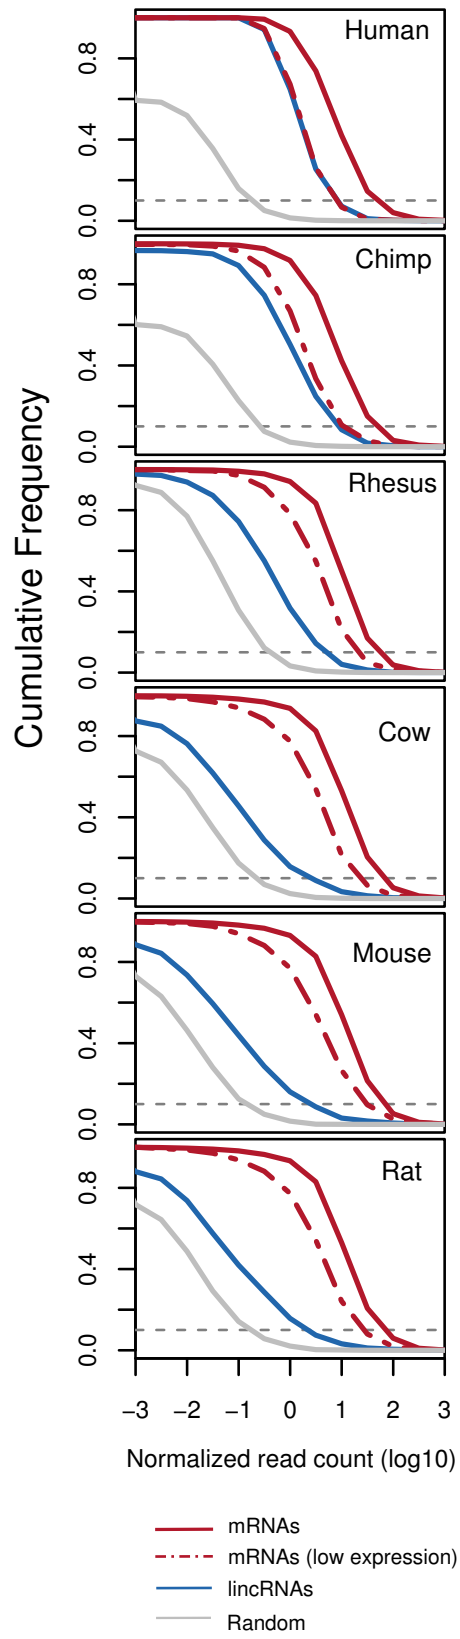 Cumulative Frequency
Human
0.8
0.4
0.0
Chimp
0.8
0.4
0.0
Rhesus
0.8
0.4
0.0
Cow
0.8
0.4
0.0
Mouse
0.8
0.4
0.0
Rat
0.8
0.4
0.0
−3 −2 −1 0 1 2 3
Normalized read count (log10)
mRNAs
mRNAs (low expression)
lincRNAs
Random